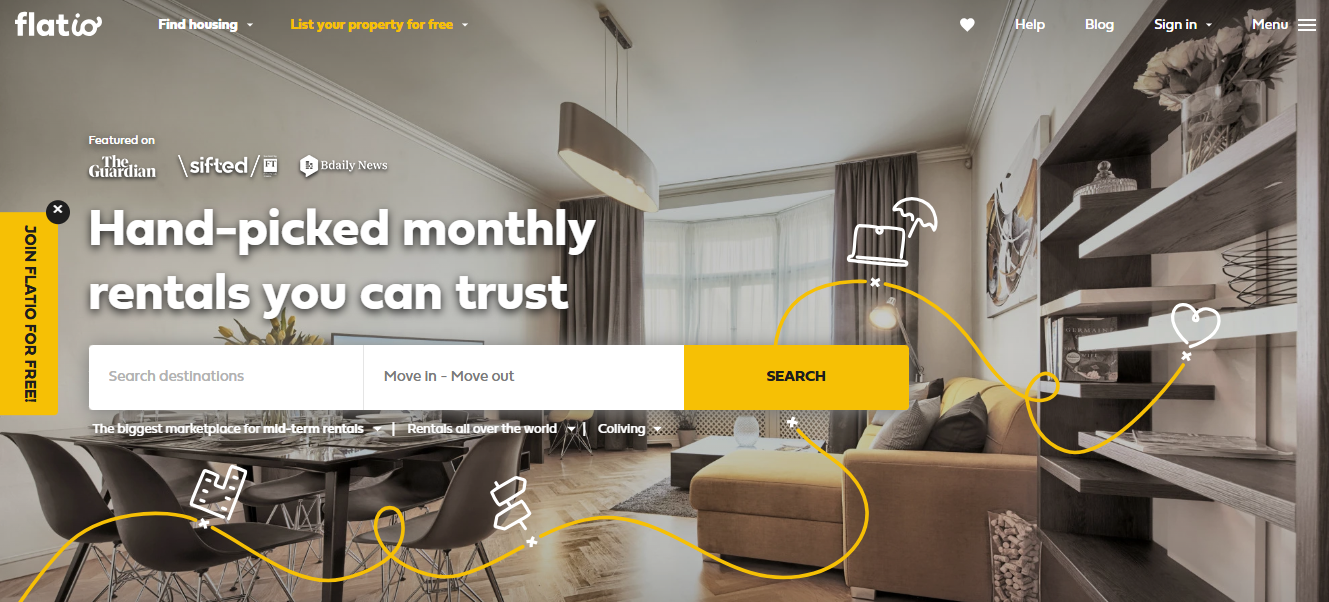 flatio
Find housing
List your property for free
Help
Blog
Sign in
Menu
Featured on
The Guardian
\sifted/ FT
Bdaily News
Hand-picked monthly
rentals you can trust
JOIN FLATIO FOR FREE!
Search destinations
Move in - Move out
SEARCH
The biggest marketplace for mid-term rentals | Rentals all over the world | Coliving